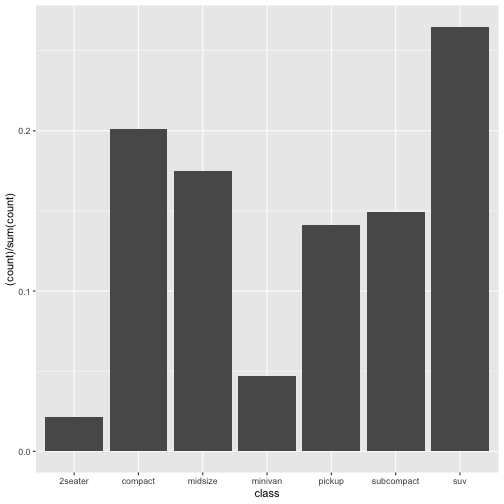 (count)/sum(count)
0.2
0.1
0.0
2seater compact midsize minivan pickup subcompact suv
class